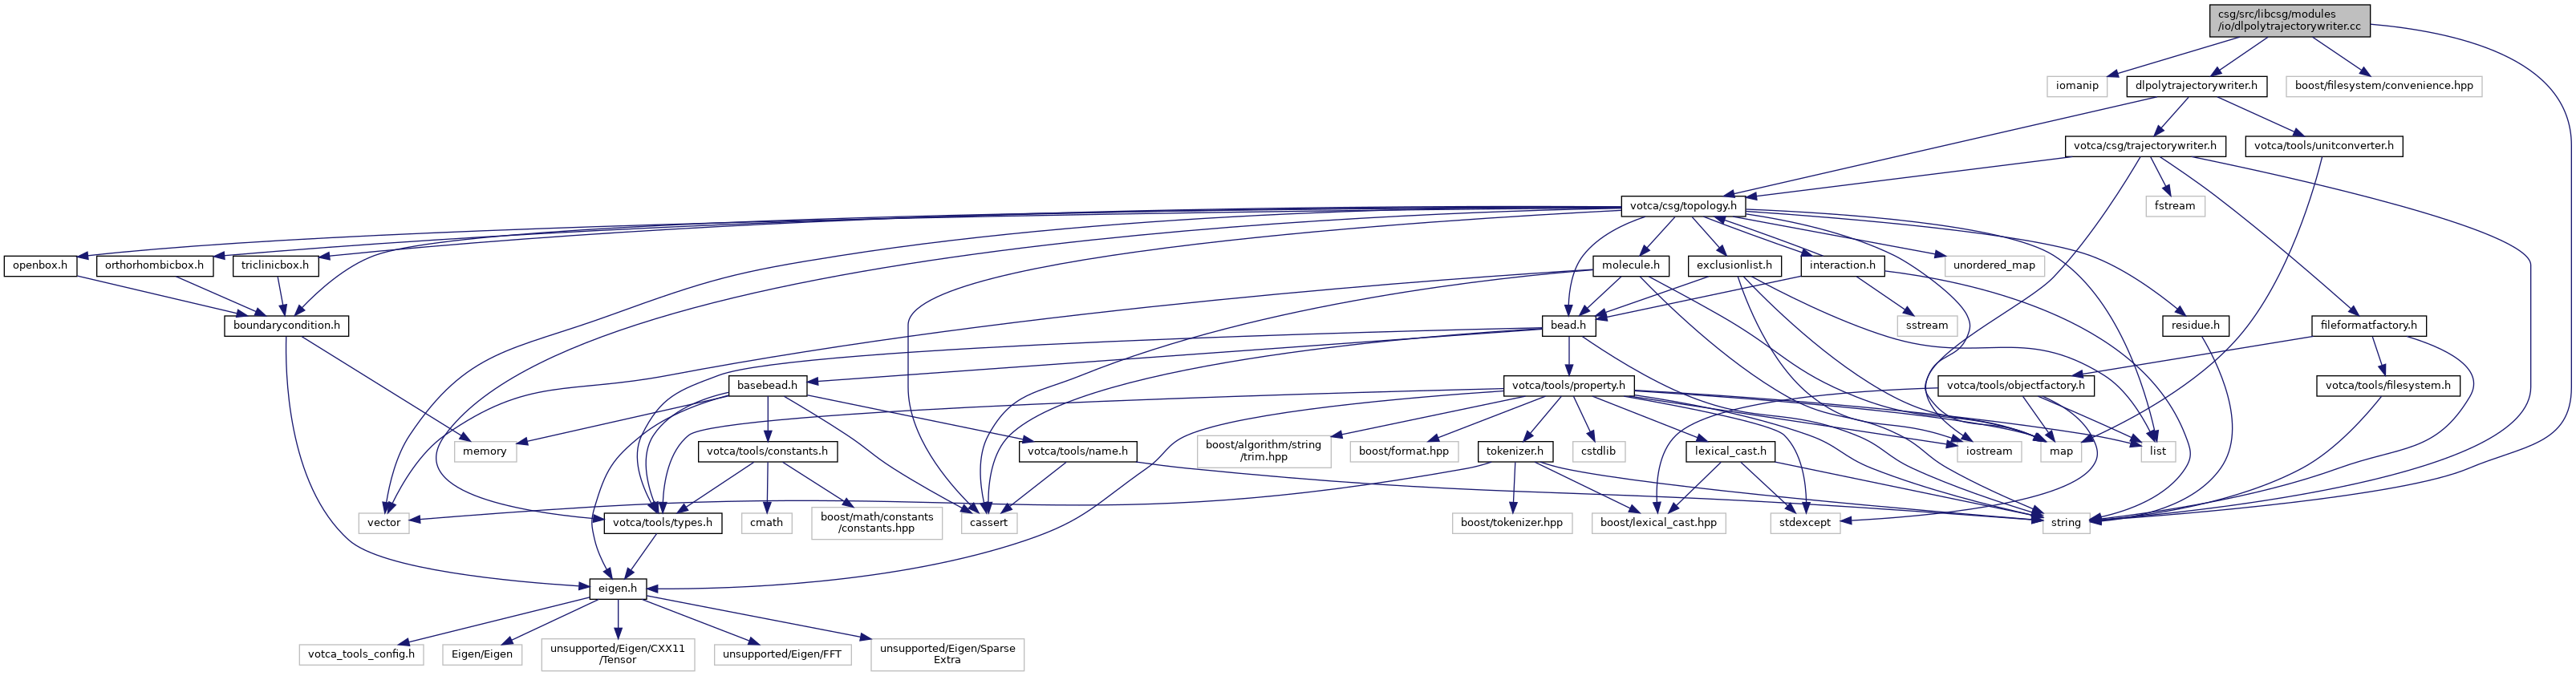 csg/src/libcsg/modules
/io/dlpolytrajectorywriter.cc
iomanip
dlpolytrajectorywriter.h
boost/filesystem/convenience.hpp
votca/csg/trajectorywriter.h
votca/tools/unitconverter.h
votca/csg/topology.h
fstream
openbox.h
orthorhombicbox.h
triclinicbox.h
molecule.h
exclusionlist.h
interaction.h
unordered_map
boundarycondition.h
bead.h
sstream
residue.h
fileformatfactory.h
basebead.h
votca/tools/property.h
votca/tools/objectfactory.h
votca/tools/filesystem.h
memory
votca/tools/constants.h
votca/tools/name.h
boost/algorithm/string
/trim.hpp
boost/format.hpp
tokenizer.h
cstdlib
lexical_cast.h
iostream
map
list
vector
votca/tools/types.h
cmath
boost/math/constants
/constants.hpp
cassert
boost/tokenizer.hpp
boost/lexical_cast.hpp
stdexcept
string
eigen.h
votca_tools_config.h
Eigen/Eigen
unsupported/Eigen/CXX11
/Tensor
unsupported/Eigen/FFT
unsupported/Eigen/Sparse
Extra